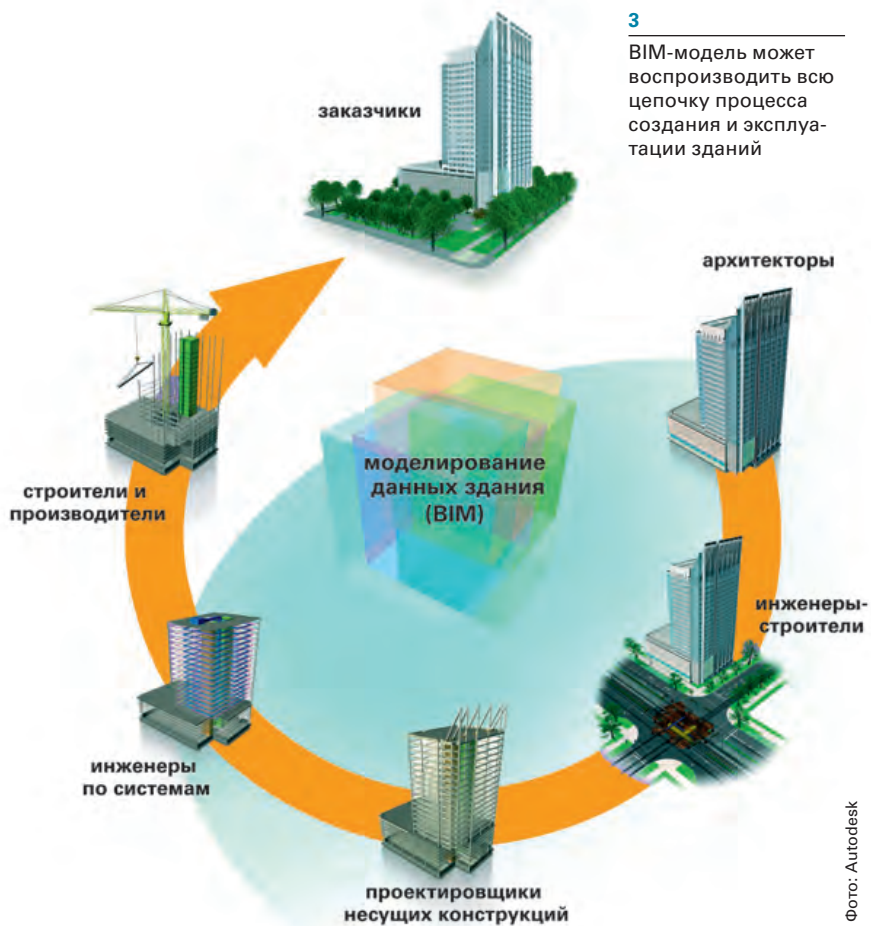 3
BIM-модель может
воспроизводить всю
цепочку процесса
создания и эксплуа-
тации зданий
заказчики
архитекторы
инженеры-
строители
проектировщики
несущих конструкций
инженеры
по системам
строители и
производители
моделирование
данных здания
(BIM)
Фото: Autodesk